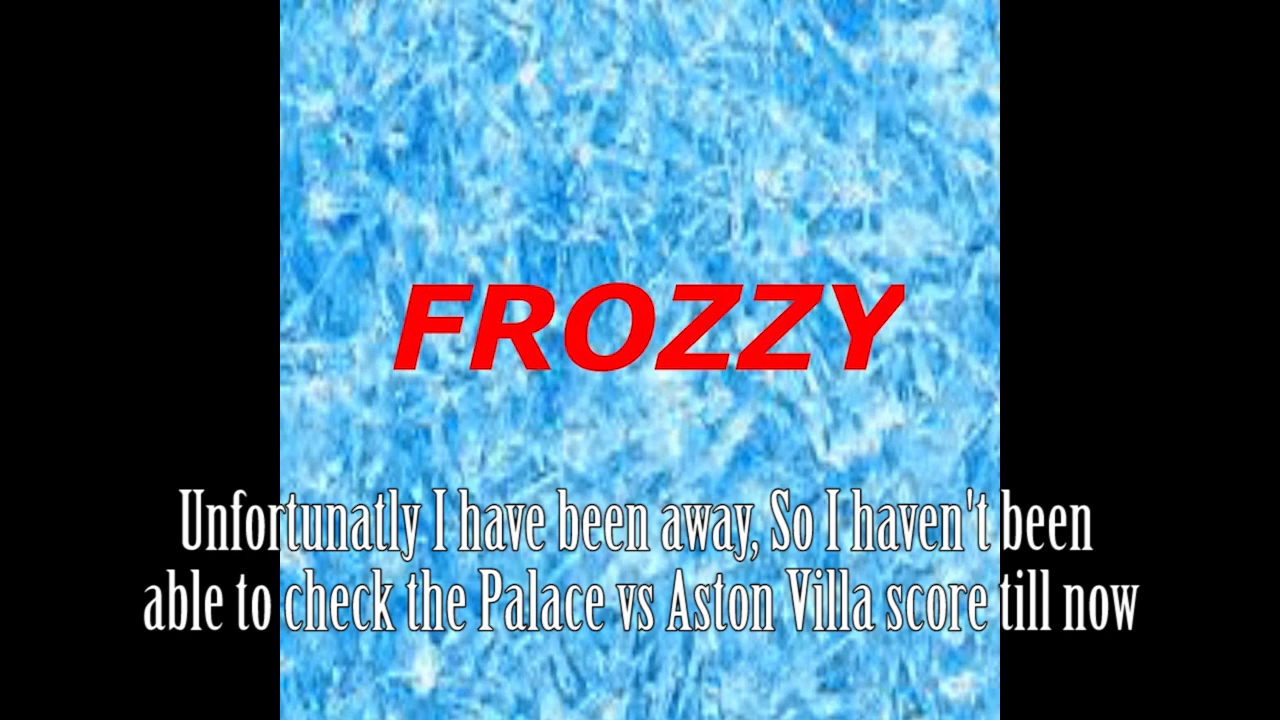 FROZZY
Unfortunatly I have been away, So I haven't been
able to check the Palace vs Aston Villa score till now